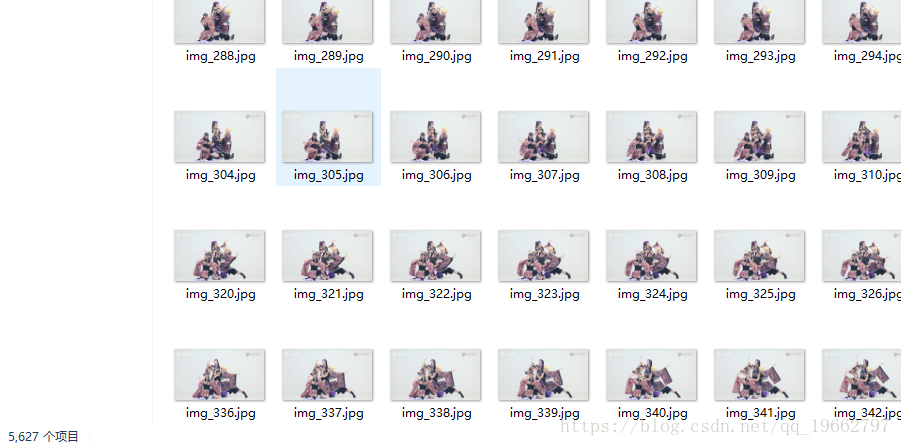 img_288.jpg img_289.jpg img_290.jpg img_291.jpg img_292.jpg img_293.jpg img_294.jpg
img_304.jpg img_305.jpg img_306.jpg img_307.jpg img_308.jpg img_309.jpg img_310.jpg
img_320.jpg img_321.jpg img_322.jpg img_323.jpg img_324.jpg img_325.jpg img_326.jpg
img_336.jpg img_337.jpg img_338.jpg img_339.jpg img_340.jpg img_341.jpg img_342.jpg
https://blog.csdn.net/qq_19662797
5,627 个项目